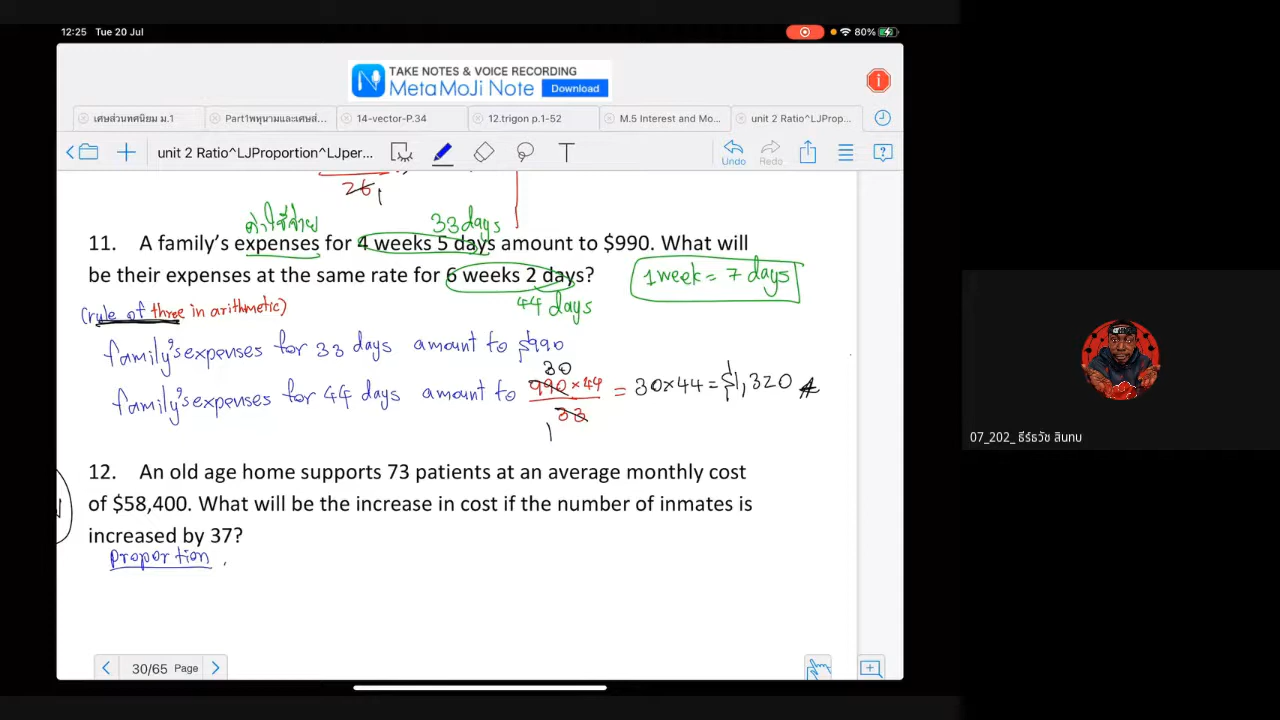 12:25 Tue 20 Jul
80%
TAKE NOTES & VOICE RECORDING
MetaMoJi Note Download
เศษส่วนทศนิยม ม.1
Part1พหุนามและเศษส่...
14-vector-P.34
12.trigon p.1-52
M.5 Interest and Mo...
unit 2 Ratio^LJProp...
unit 2 Ratio^LJProportion^LJper...
T
Undo
Redo
26 1
ค่าใช้จ่าย 33 days
11. A family's expenses for 4 weeks 5 days amount to $990. What will
be their expenses at the same rate for 6 weeks 2 days?
1 week = 7 days
44 days
(rule of three in arithmetic)
family's expenses for 33 days amount to $990
30
family's expenses for 44 days amount to 990 × 44 = 30 × 44 = $1,320
33
1
12. An old age home supports 73 patients at an average monthly cost
of $58,400. What will be the increase in cost if the number of inmates is
increased by 37?
Proportion
30/65 Page
07_202_ ธีร์ธวัช สินทบ